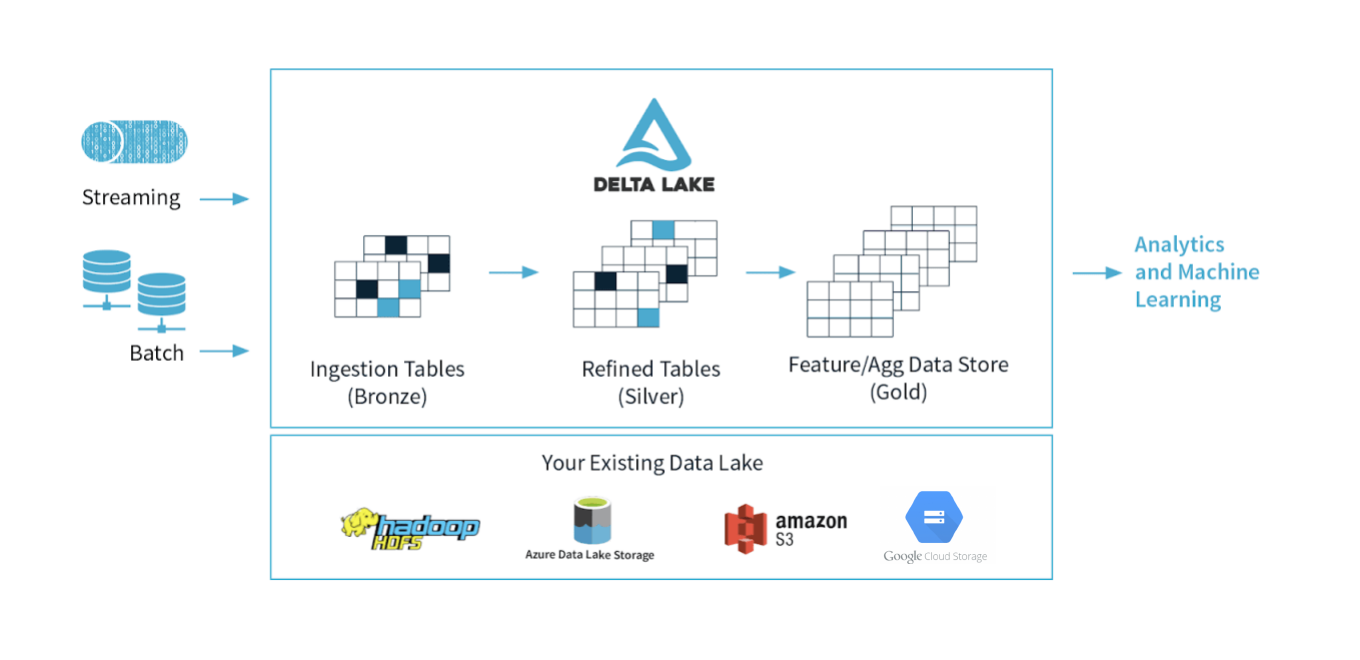 DELTA LAKE
Streaming
Batch
Ingestion Tables
(Bronze)
Refined Tables
(Silver)
Feature/Agg Data Store
(Gold)
Analytics
and Machine
Learning
Your Existing Data Lake
hadoop
HDFS
Azure Data Lake Storage
amazon
S3
Google Cloud Storage